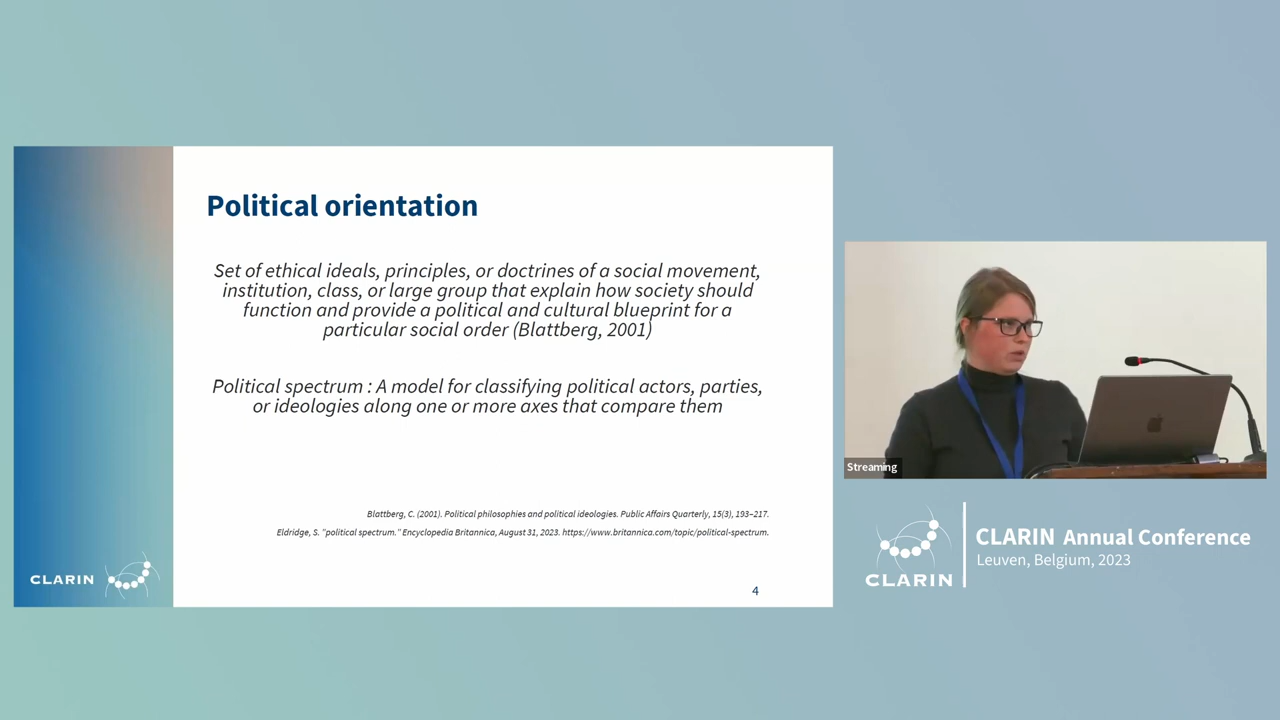 Political orientation
Set of ethical ideals, principles, or doctrines of a social movement,
institution, class, or large group that explain how society should
function and provide a political and cultural blueprint for a
particular social order (Blattberg, 2001)
Political spectrum : A model for classifying political actors, parties,
or ideologies along one or more axes that compare them
Blattberg, C. (2001). Political philosophies and political ideologies. Public Affairs Quarterly, 15(3), 193–217.
Eldridge, S. "political spectrum." Encyclopedia Britannica, August 31, 2023. https://www.britannica.com/topic/political-spectrum.
CLARIN
4
Streaming
CLARIN
CLARIN Annual Conference
Leuven, Belgium, 2023